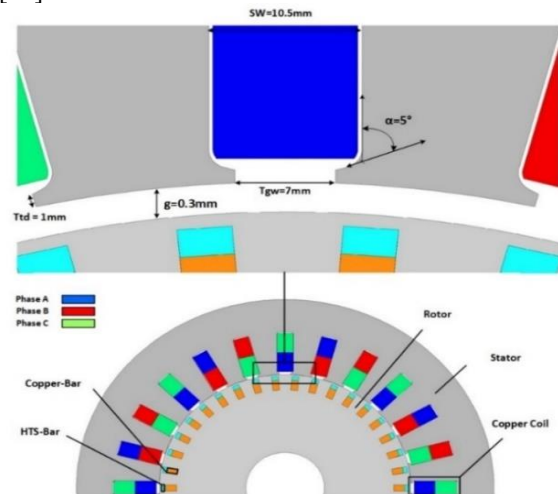 SW=10.5mm
α=5°
Tgw=7mm
g=0.3mm
Ttd = 1mm
Phase A
Phase B
Phase C
Rotor
Stator
Copper-Bar
HTS-Bar
Copper Coil